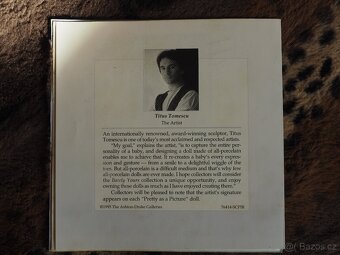 Titus Tomescu
The Artist
An internationally renowned, award-winning sculptor, Titus
Tomescu is one of today's most acclaimed and respected artists.
"My goal," explains the artist, "is to capture the entire per-
sonality of a baby, and designing a doll made of all-porcelain
enables me to achieve that. It re-creates a baby's every expres-
sion and gesture — from a smile to a delightful wiggle of the
toes. But all-porcelain is a difficult medium and that's why few
all-porcelain dolls are ever made. I hope collectors will find the
Barely Yours collection a unique opportunity, and enjoy
owning these dolls as much as I have enjoyed creating them."
Collectors will be pleased to note that the artist's signature
appears on each "Pretty as a Picture" doll.
©1995 The Ashton-Drake Galleries
Bazoš.cz